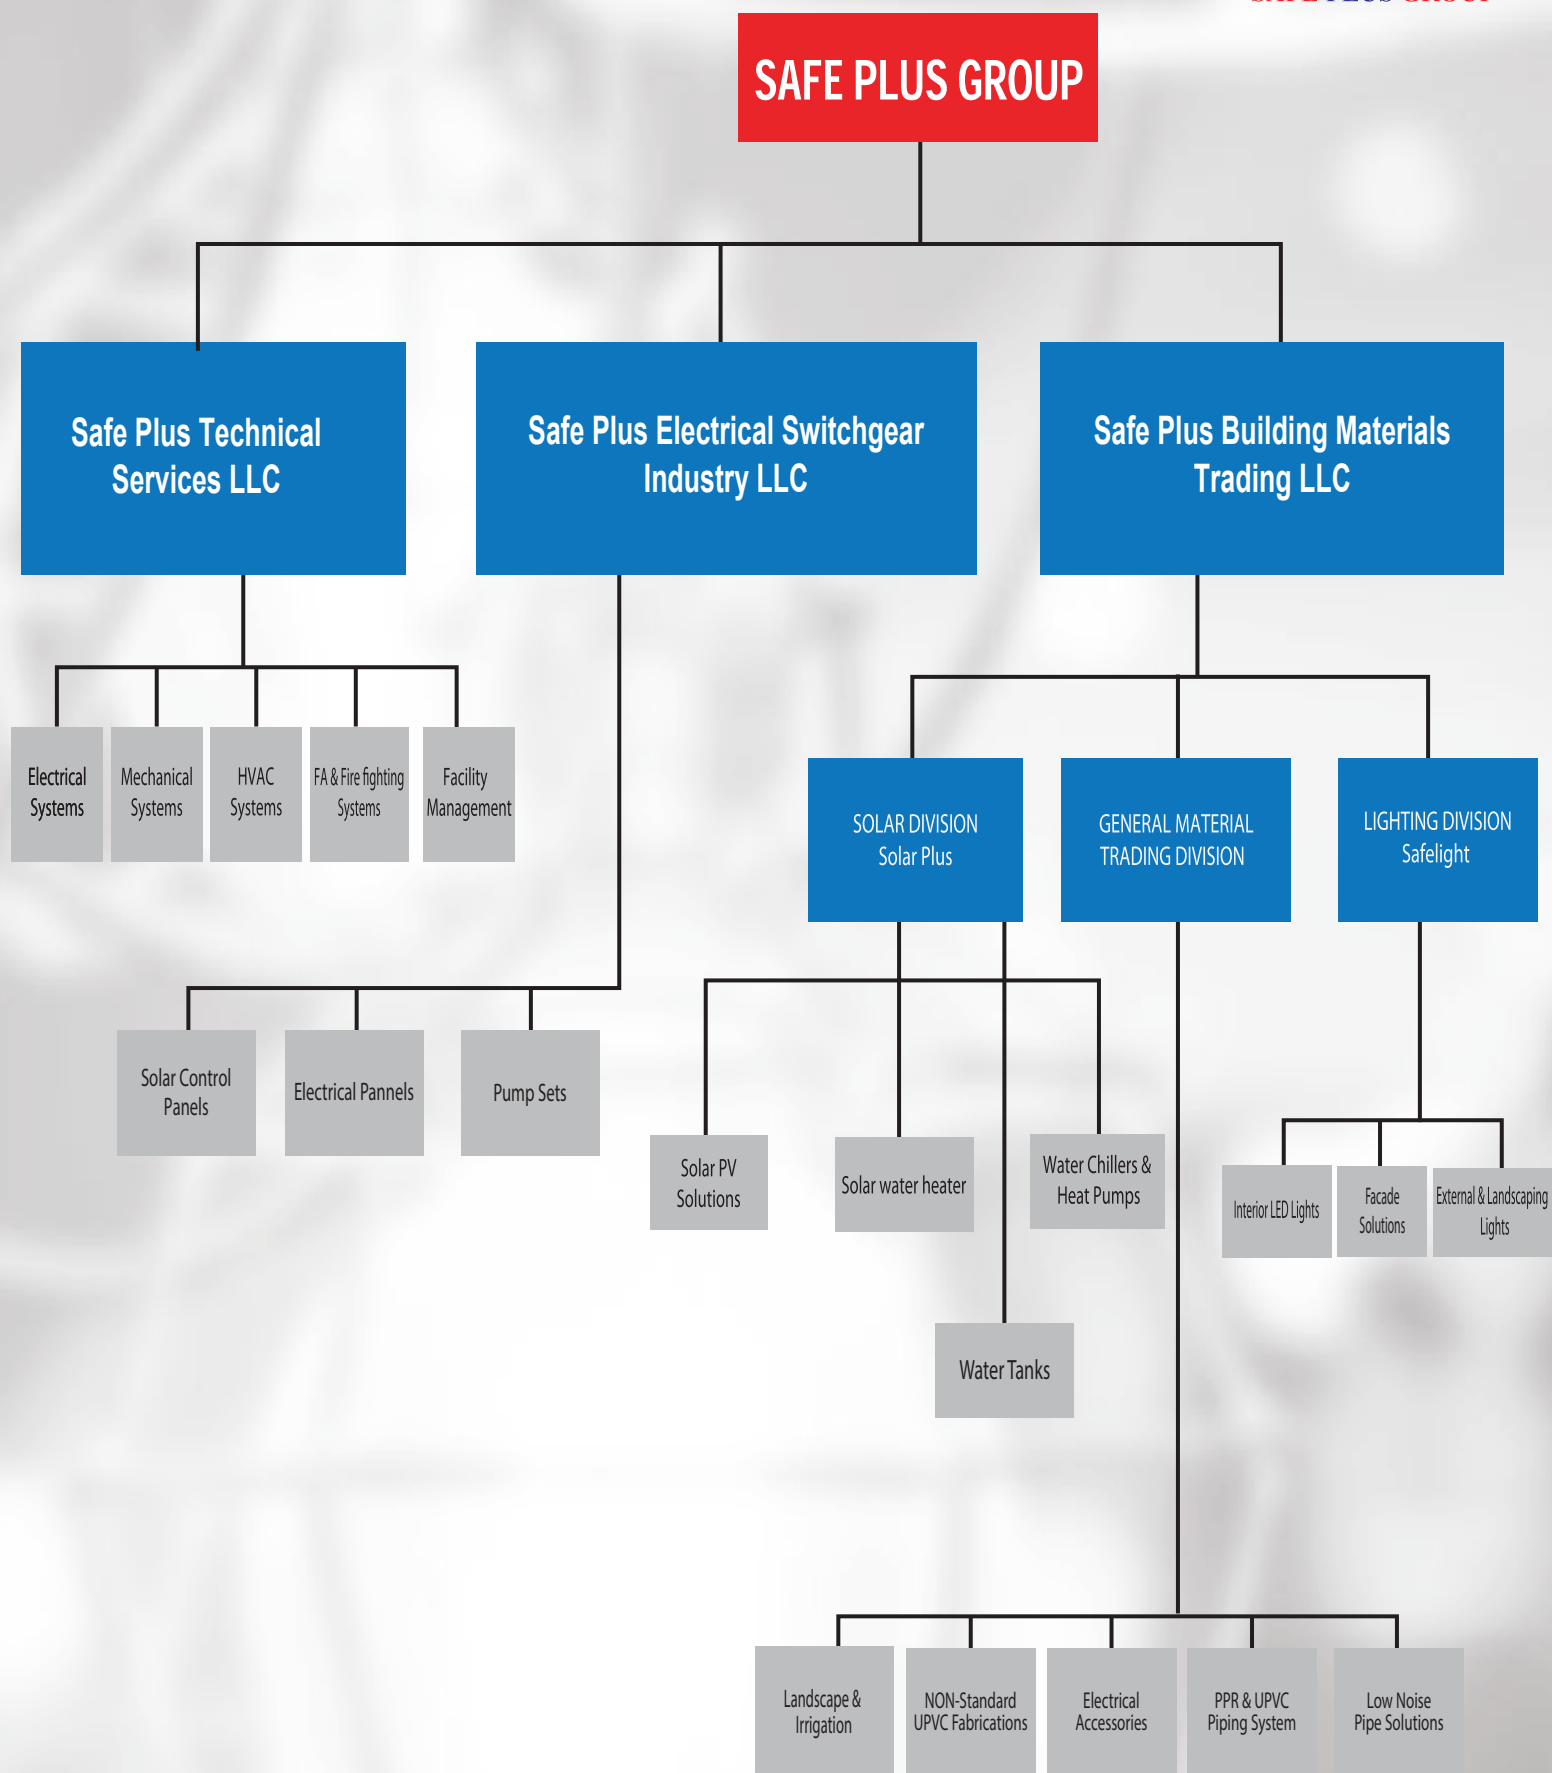 SAFE PLUS GROUP
SAFE PLUS GROUP
Safe Plus Technical
Services LLC
Safe Plus Electrical Switchgear
Industry LLC
Safe Plus Building Materials
Trading LLC
Electrical
Systems
Mechanical
Systems
HVAC
Systems
FA & Fire fighting
Systems
Facility
Management
SOLAR DIVISION
Solar Plus
GENERAL MATERIAL
TRADING DIVISION
LIGHTING DIVISION
Safelight
Solar Control
Panels
Electrical Pannels
Pump Sets
Solar PV
Solutions
Solar water heater
Water Chillers &
Heat Pumps
Interior LED Lights
Facade
Solutions
External & Landscaping
Lights
Water Tanks
Landscape &
Irrigation
NON-Standard
UPVC Fabrications
Electrical
Accessories
PPR & UPVC
Piping System
Low Noise
Pipe Solutions